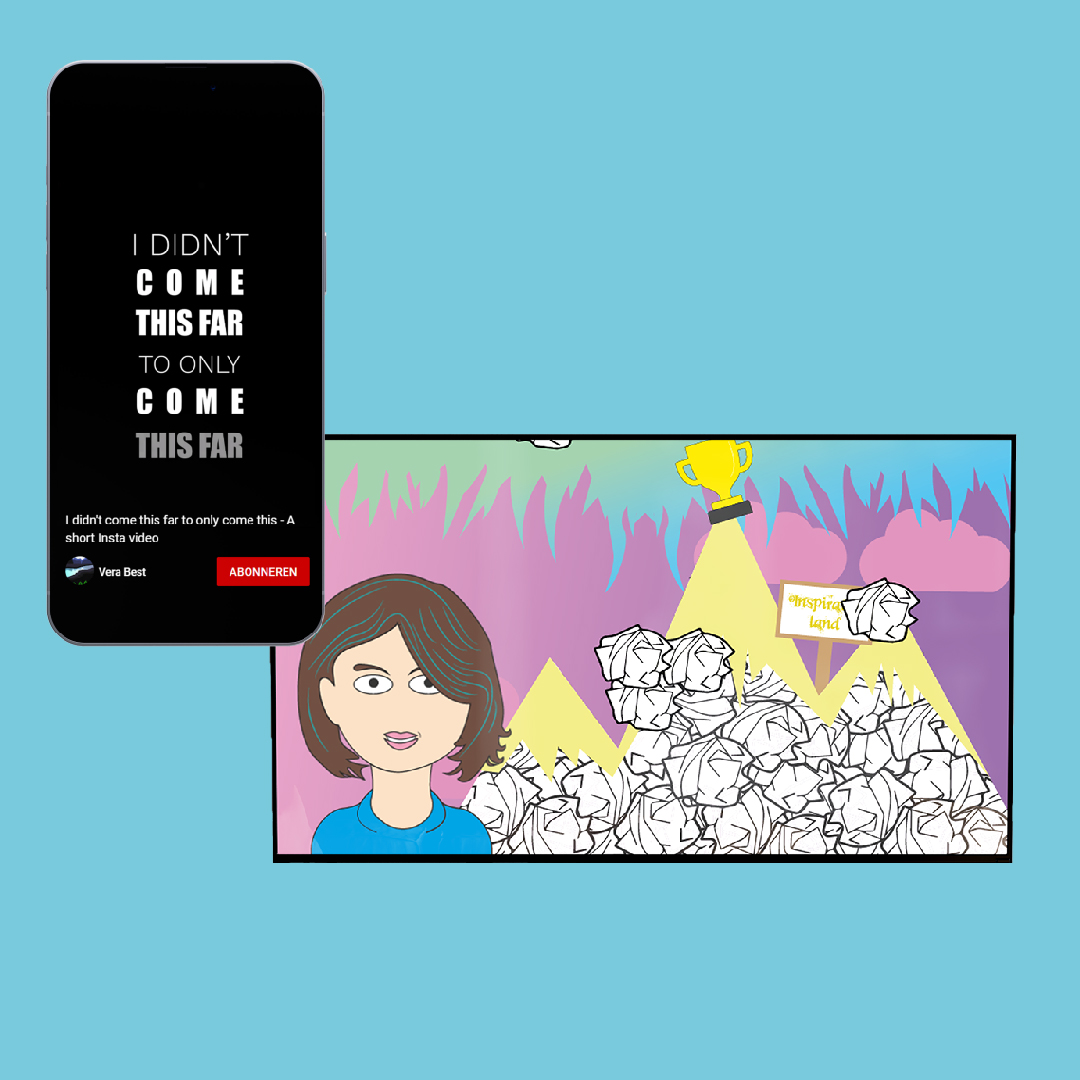 I DIDN'T
COME
THIS FAR
TO ONLY
COME
THIS FAR
I didn't come this far to only come this - A
short Insta video
Vera Best
ABONNEREN
Inspira
land